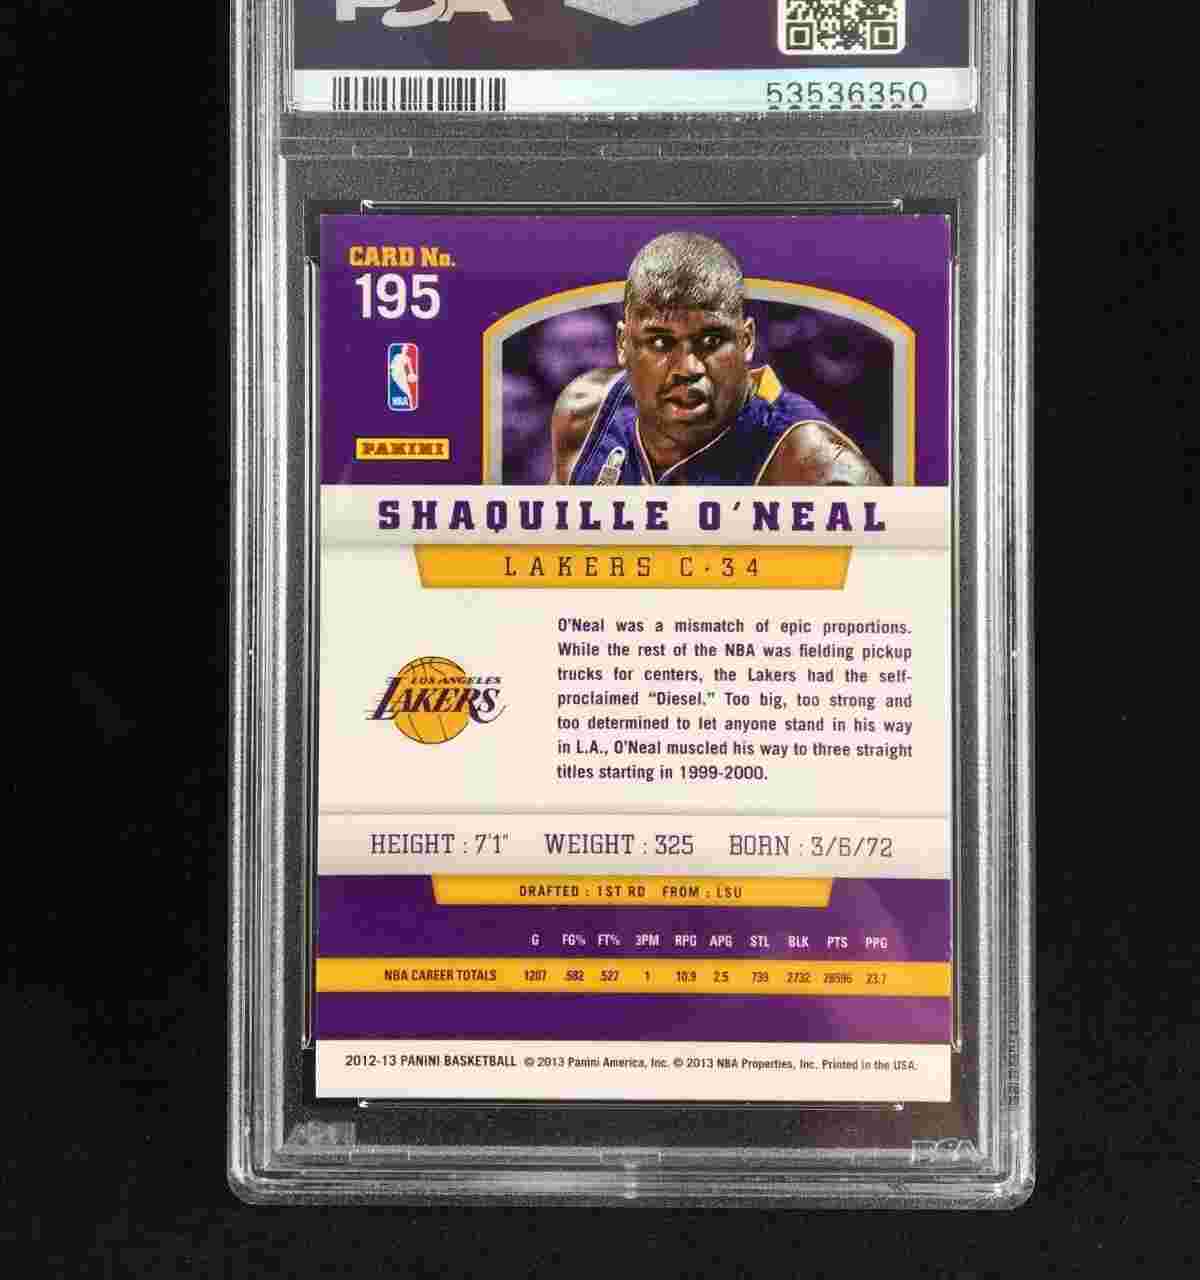 PSA
53536350
CARD No.
195
NBA
PANINI
SHAQUILLE O'NEAL
LAKERS C·34
O'Neal was a mismatch of epic proportions.
While the rest of the NBA was fielding pickup
trucks for centers, the Lakers had the self-
proclaimed “Diesel.” Too big, too strong and
too determined to let anyone stand in his way
in L.A., O'Neal muscled his way to three straight
titles starting in 1999-2000.
LOS ANGELES
LAKERS
HEIGHT : 7'1" WEIGHT : 325 BORN : 3/6/72
DRAFTED : 1ST RD FROM : LSU
G FG% FT% 3PM RPG APG STL BLK PTS PPG
NBA CAREER TOTALS 1207 .582 .527 1 10.9 2.5 739 2732 28596 23.7
2012-13 PANINI BASKETBALL © 2013 Panini America, Inc. © 2013 NBA Properties, Inc. Printed in the USA.
PSA